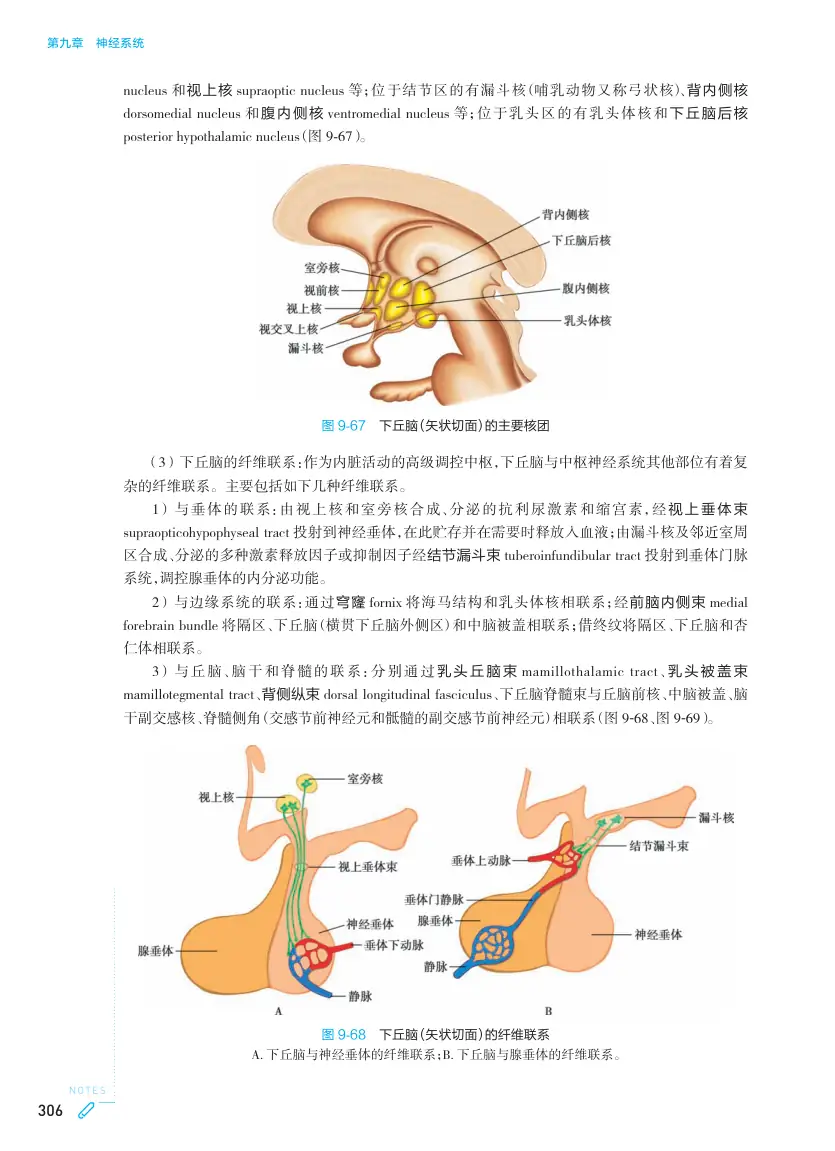 第九章　神经系统
nucleus 和视上核 supraoptic nucleus 等;位于结节区的有漏斗核(哺乳动物又称弓状核)、背内侧核
dorsomedial nucleus 和腹内侧核 ventromedial nucleus 等;位于乳头区的有乳头体核和下丘脑后核
posterior hypothalamic nucleus(图 9-67)。
背内侧核
下丘脑后核
室旁核
视前核
腹内侧核
视上核
乳头体核
视交叉上核
漏斗核
图 9-67　下丘脑(矢状切面)的主要核团
(3)下丘脑的纤维联系:作为内脏活动的高级调控中枢,下丘脑与中枢神经系统其他部位有着复
杂的纤维联系。主要包括如下几种纤维联系。
1)与垂体的联系:由视上核和室旁核合成、分泌的抗利尿激素和缩宫素,经视上垂体束
supraopticohypophyseal tract 投射到神经垂体,在此贮存并在需要时释放入血液;由漏斗核及邻近室周
区合成、分泌的多种激素释放因子或抑制因子经结节漏斗束 tuberoinfundibular tract 投射到垂体门脉
系统,调控腺垂体的内分泌功能。
2)与边缘系统的联系:通过穹窿 fornix 将海马结构和乳头体核相联系;经前脑内侧束 medial
forebrain bundle 将隔区、下丘脑(横贯下丘脑外侧区)和中脑被盖相联系;借终纹将隔区、下丘脑和杏
仁体相联系。
3)与丘脑、脑干和脊髓的联系:分别通过乳头丘脑束 mamillothalamic tract、乳头被盖束
mamillotegmental tract、背侧纵束 dorsal longitudinal fasciculus、下丘脑脊髓束与丘脑前核、中脑被盖、脑
干副交感核、脊髓侧角(交感节前神经元和骶髓的副交感节前神经元)相联系(图 9-68、图 9-69)。
室旁核
视上核
视上垂体束
神经垂体
垂体下动脉
腺垂体
静脉
A
漏斗核
结节漏斗束
垂体上动脉
垂体门静脉
腺垂体
神经垂体
静脉
B
图 9-68　下丘脑(矢状切面)的纤维联系
A. 下丘脑与神经垂体的纤维联系;B. 下丘脑与腺垂体的纤维联系。
NOTES
306